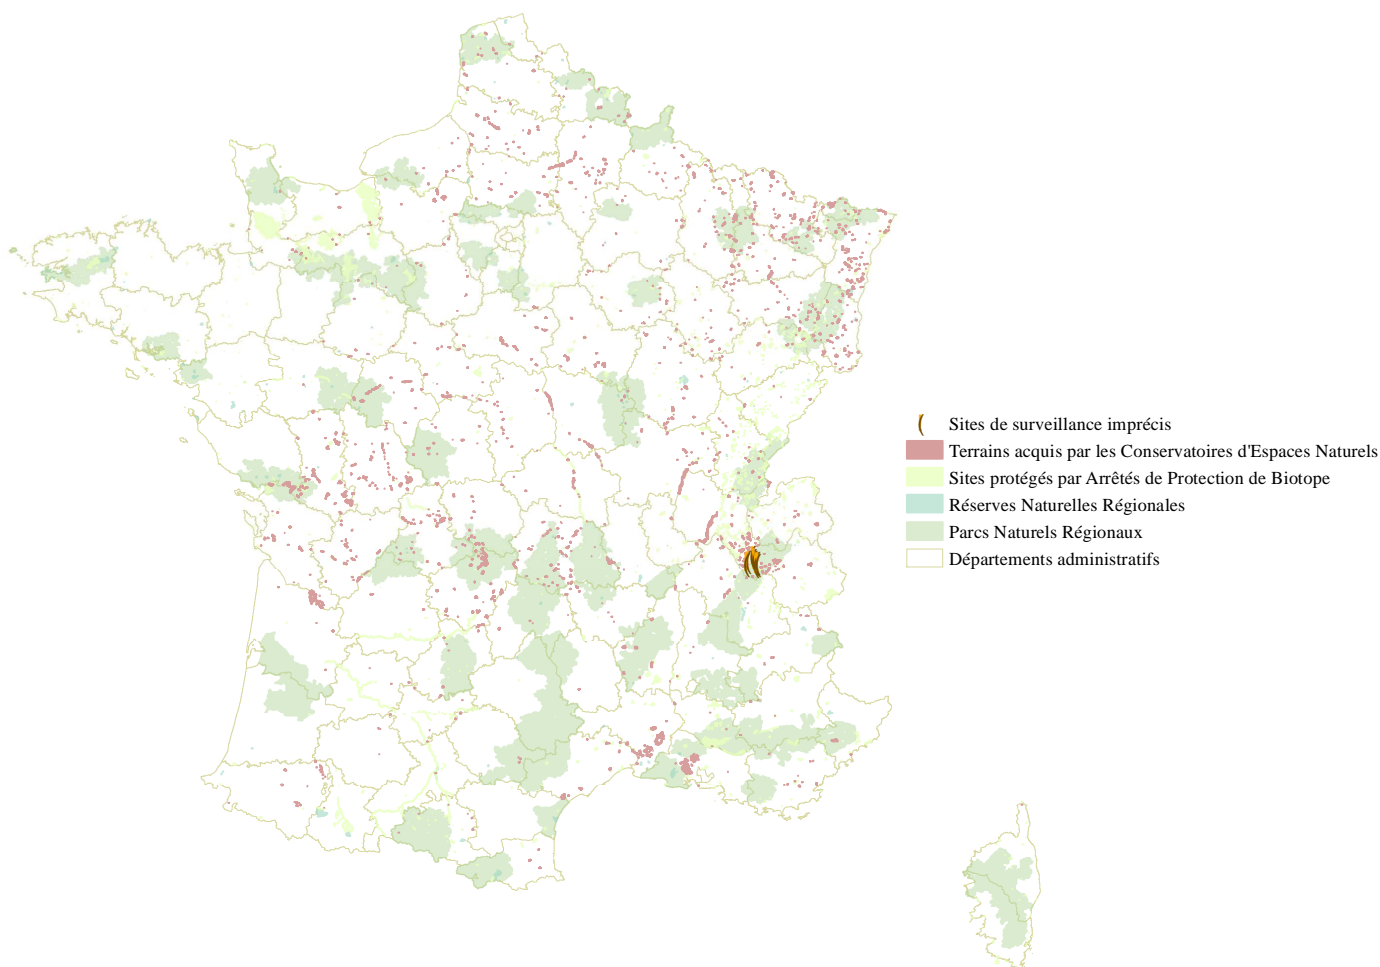 Sites de surveillance imprécis
Terrains acquis par les Conservatoires d'Espaces Naturels
Sites protégés par Arrêtés de Protection de Biotope
Réserves Naturelles Régionales
Parcs Naturels Régionaux
Départements administratifs